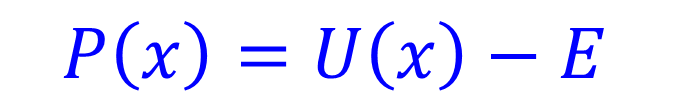 P(x) = U(x) − E